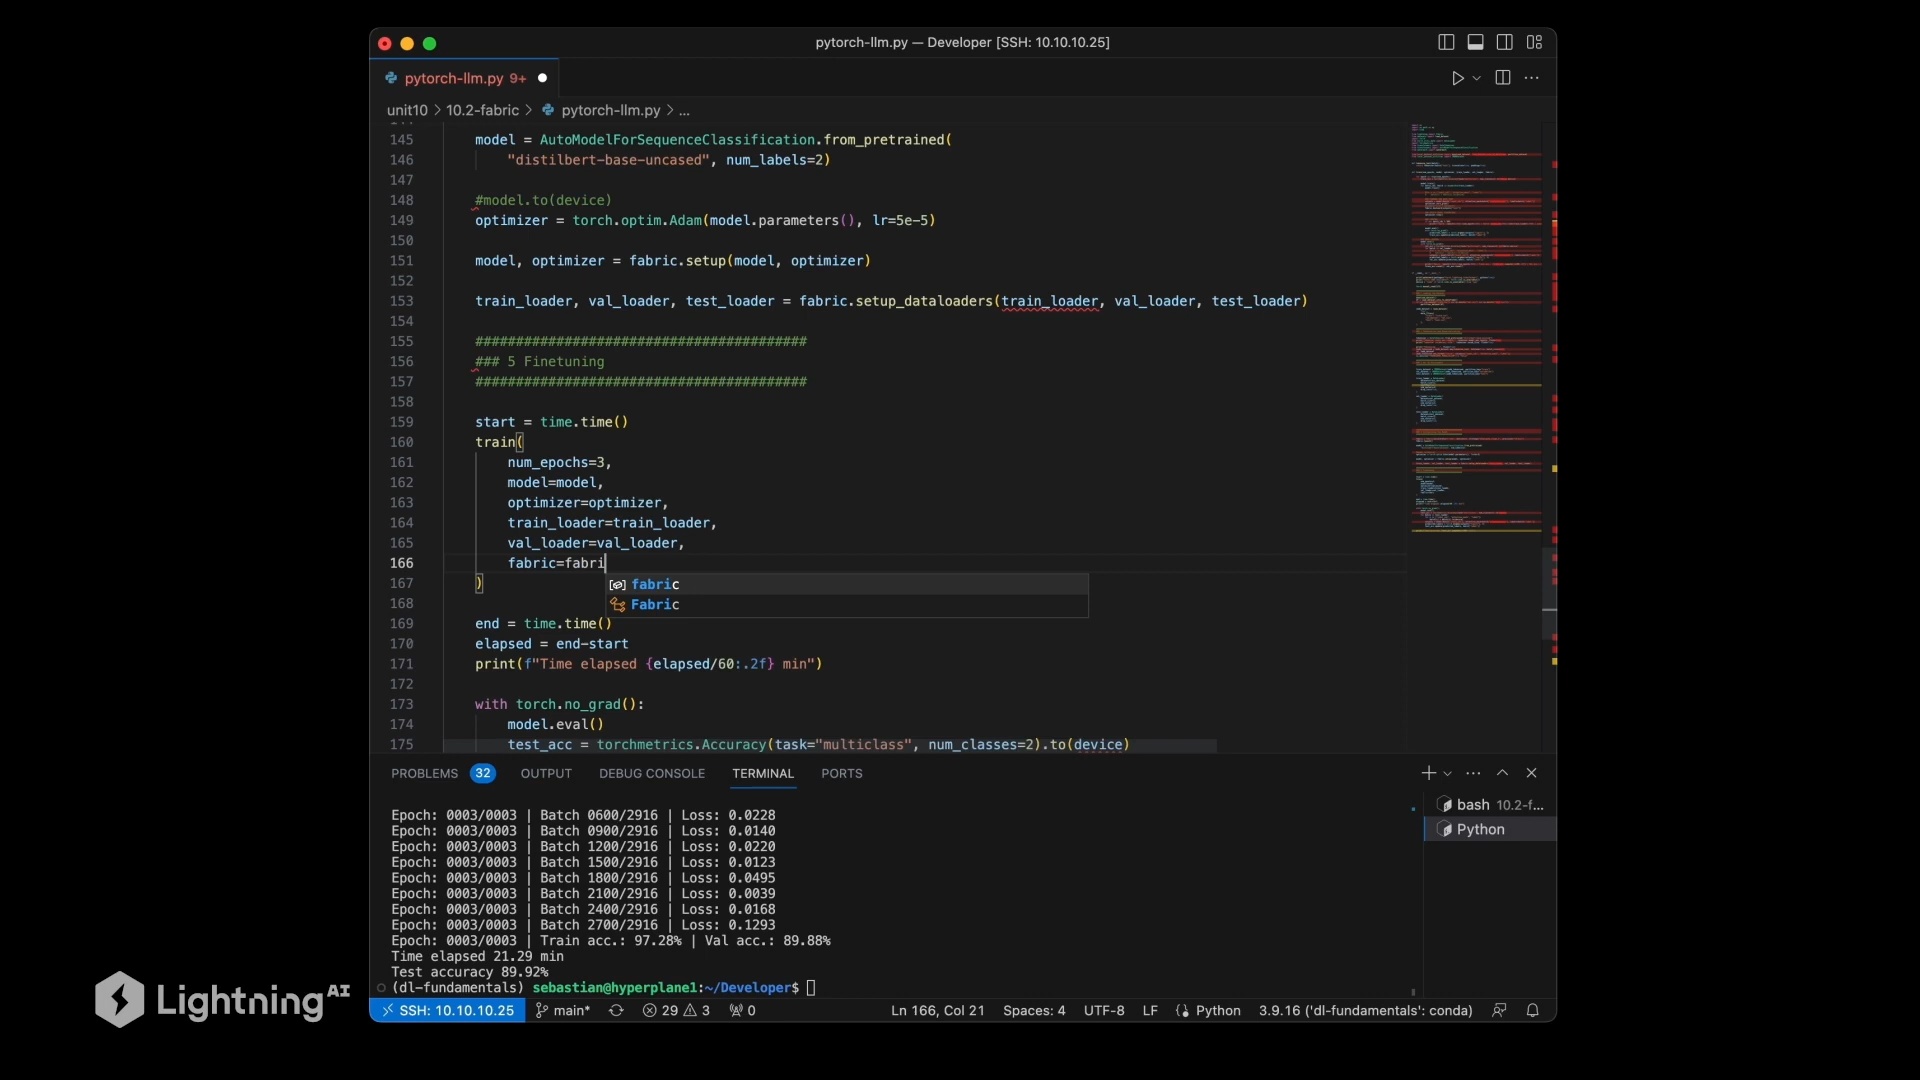 pytorch-llm.py — Developer [SSH: 10.10.10.25]
pytorch-llm.py 9+
unit10 > 10.2-fabric > pytorch-llm.py > ...
145 model = AutoModelForSequenceClassification.from_pretrained(
146 "distilbert-base-uncased", num_labels=2)
147
148 #model.to(device)
149 optimizer = torch.optim.Adam(model.parameters(), lr=5e-5)
150
151 model, optimizer = fabric.setup(model, optimizer)
152
153 train_loader, val_loader, test_loader = fabric.setup_dataloaders(train_loader, val_loader, test_loader)
154
155 #########################################
156 ### 5 Finetuning
157 #########################################
158
159 start = time.time()
160 train(
161 num_epochs=3,
162 model=model,
163 optimizer=optimizer,
164 train_loader=train_loader,
165 val_loader=val_loader,
166 fabric=fabri
fabric
167 )
Fabric
168
169 end = time.time()
170 elapsed = end-start
171 print(f"Time elapsed {elapsed/60:.2f} min")
172
173 with torch.no_grad():
174 model.eval()
175 test_acc = torchmetrics.Accuracy(task="multiclass", num_classes=2).to(device)
PROBLEMS 32 OUTPUT DEBUG CONSOLE TERMINAL PORTS
Epoch: 0003/0003 | Batch 0600/2916 | Loss: 0.0228
Epoch: 0003/0003 | Batch 0900/2916 | Loss: 0.0140
Epoch: 0003/0003 | Batch 1200/2916 | Loss: 0.0220
Epoch: 0003/0003 | Batch 1500/2916 | Loss: 0.0123
Epoch: 0003/0003 | Batch 1800/2916 | Loss: 0.0495
Epoch: 0003/0003 | Batch 2100/2916 | Loss: 0.0039
Epoch: 0003/0003 | Batch 2400/2916 | Loss: 0.0168
Epoch: 0003/0003 | Batch 2700/2916 | Loss: 0.1293
Epoch: 0003/0003 | Train acc.: 97.28% | Val acc.: 89.88%
Time elapsed 21.29 min
Test accuracy 89.92%
(dl-fundamentals) sebastian@hyperplane1:~/Developer$
bash 10.2-f...
Python
SSH: 10.10.10.25 main* 29 3 0 Ln 166, Col 21 Spaces: 4 UTF-8 LF Python 3.9.16 ('dl-fundamentals': conda)
Lightning AI